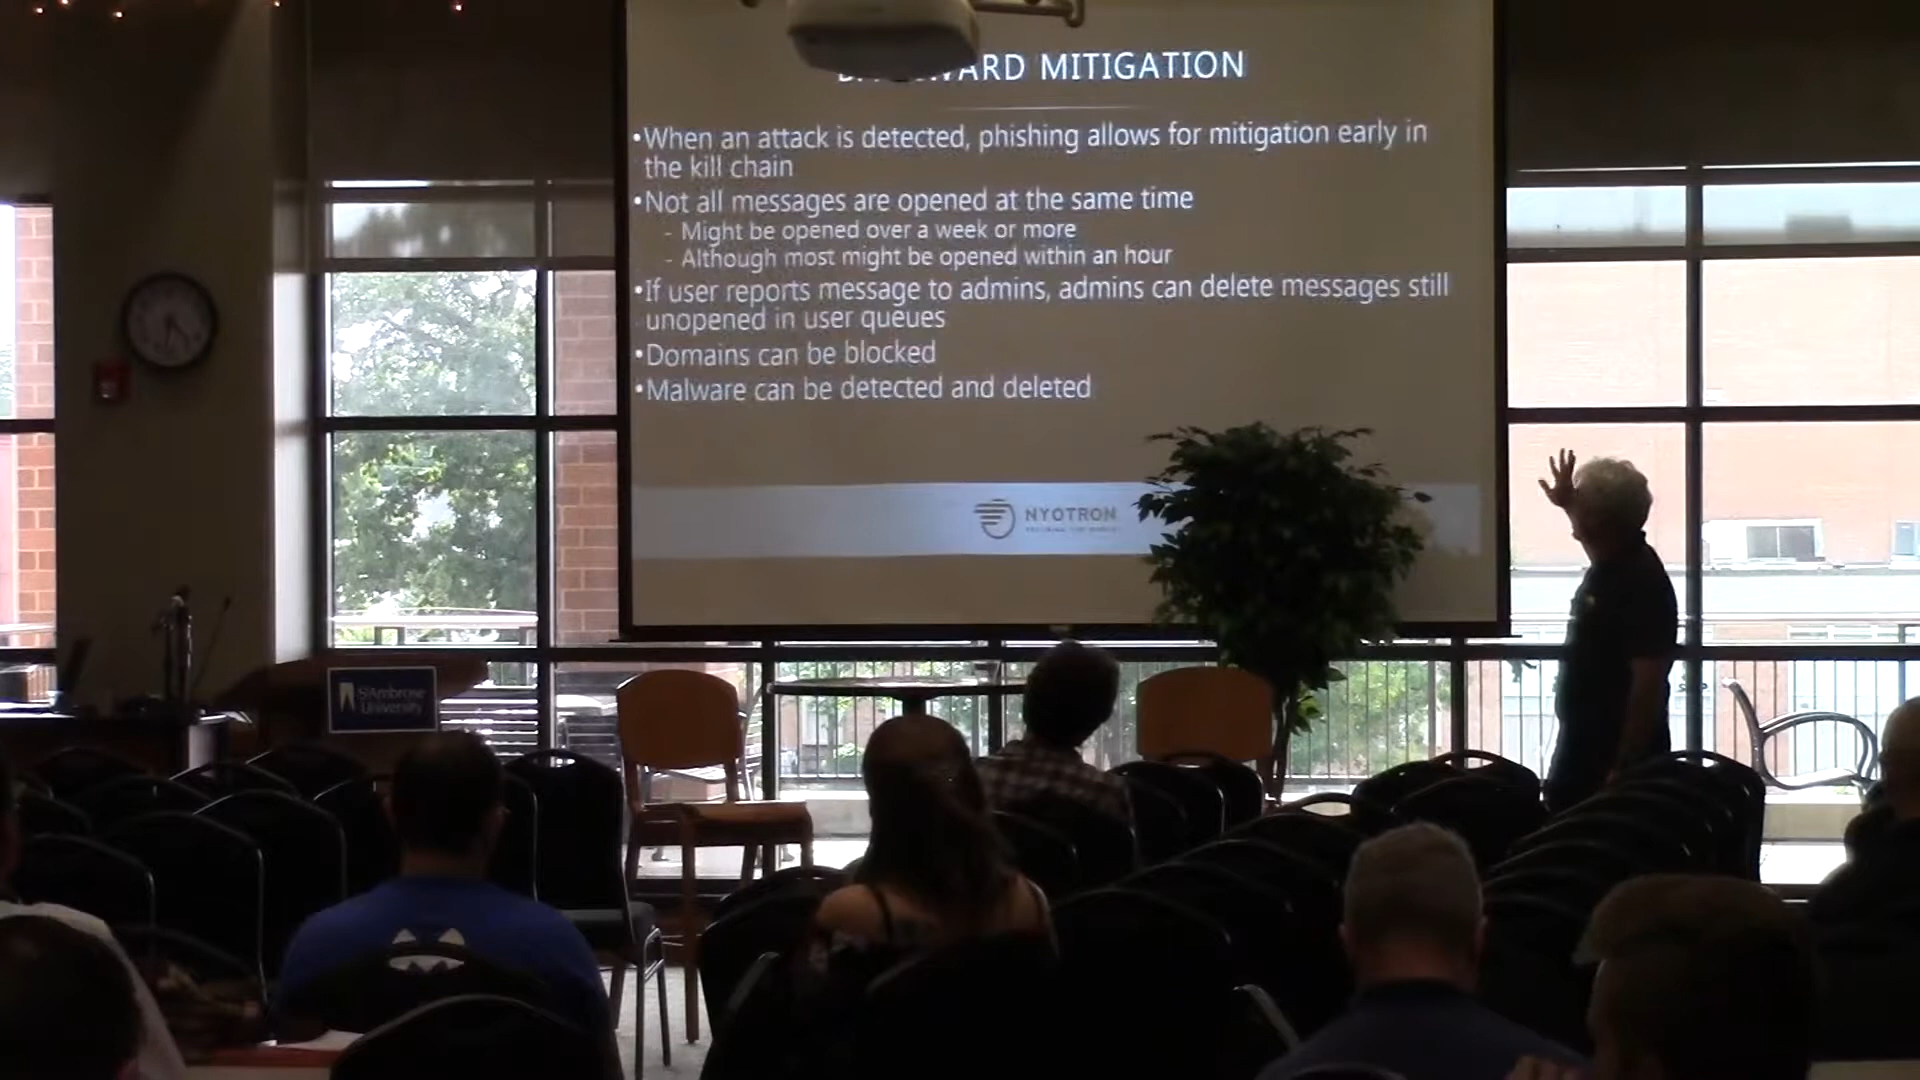 MITIGATION
•When an attack is detected, phishing allows for mitigation early in
the kill chain
•Not all messages are opened at the same time
- Might be opened over a week or more
- Although most might be opened within an hour
•If user reports message to admins, admins can delete messages still
unopened in user queues
•Domains can be blocked
•Malware can be detected and deleted
NYOTRON
St.Ambrose
University